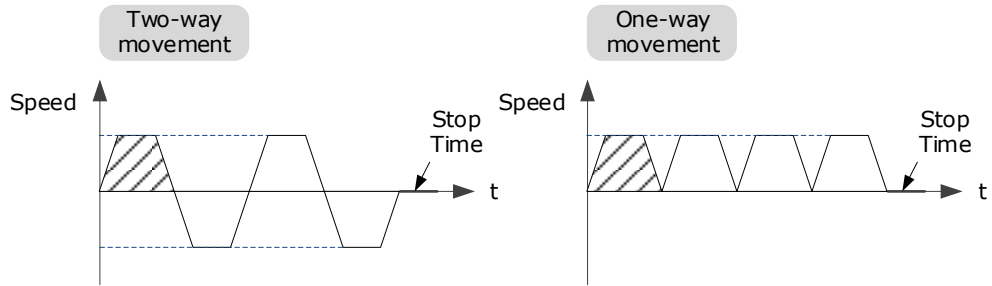 Two-way
movement
Speed
Stop
Time
t
One-way
movement
Speed
Stop
Time
t